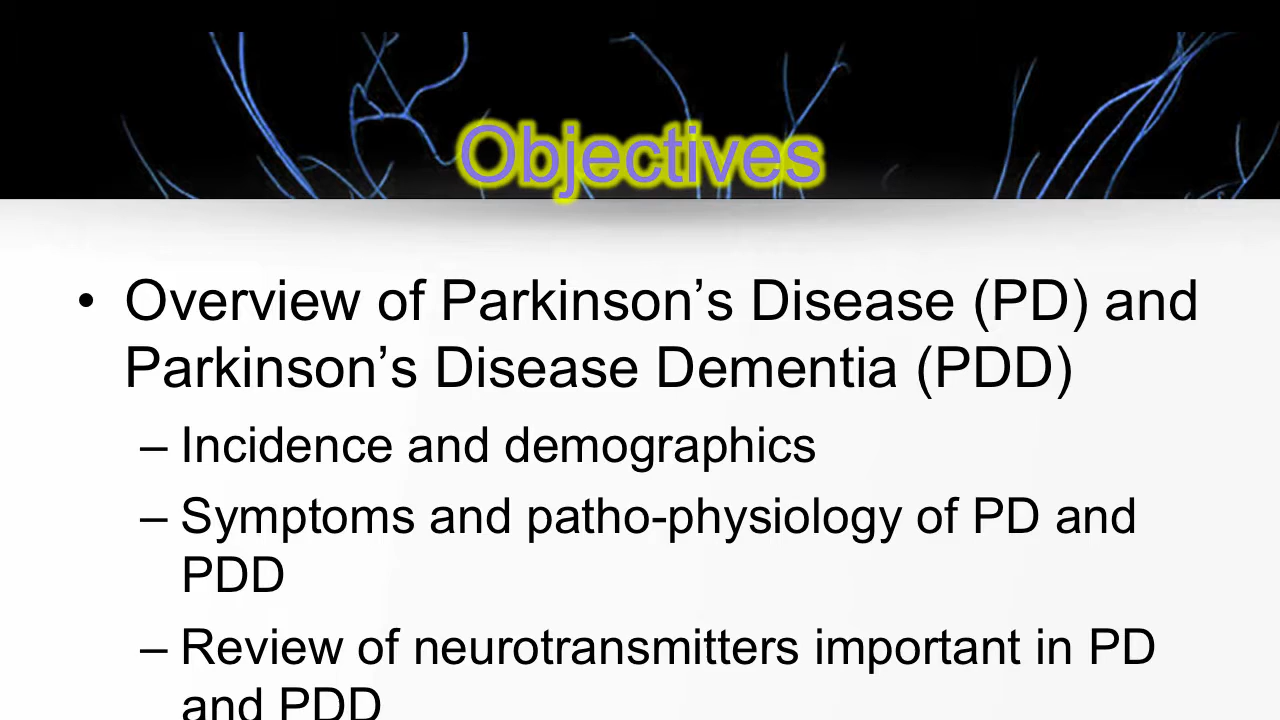 Objectives
• Overview of Parkinson’s Disease (PD) and
Parkinson’s Disease Dementia (PDD)
– Incidence and demographics
– Symptoms and patho-physiology of PD and
PDD
– Review of neurotransmitters important in PD
and PDD